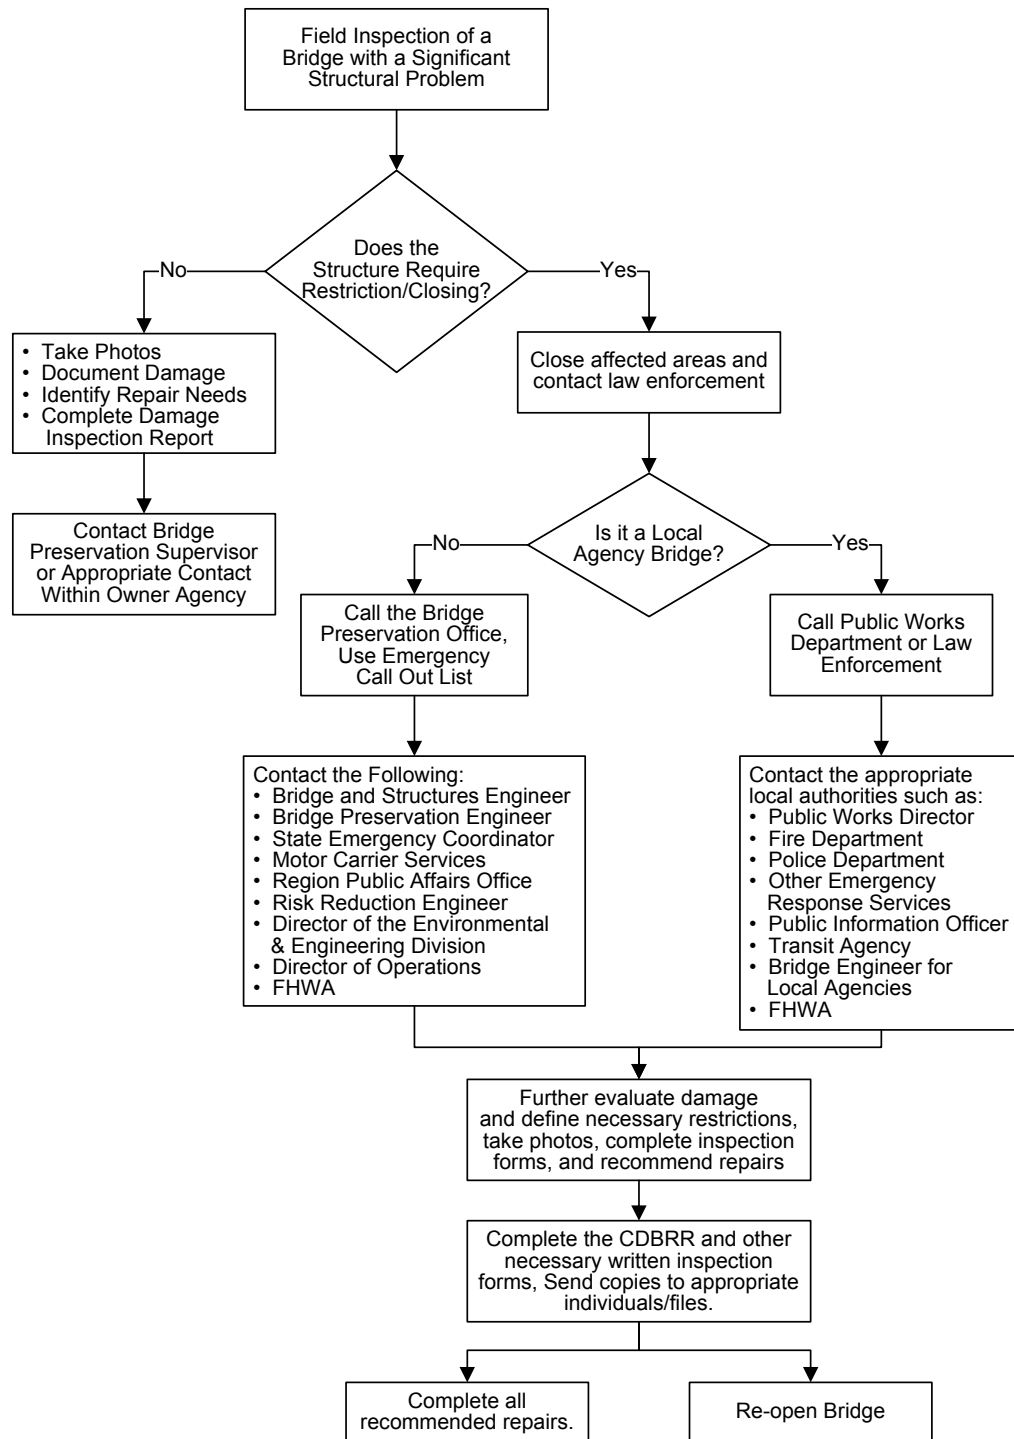 Field Inspection of a
Bridge with a Significant
Structural Problem
Does the
Structure Require
Restriction/Closing?
No
Yes
• Take Photos
• Document Damage
• Identify Repair Needs
• Complete Damage
Inspection Report
Close affected areas and
contact law enforcement
Contact Bridge
Preservation Supervisor
or Appropriate Contact
Within Owner Agency
Is it a Local
Agency Bridge?
No
Yes
Call the Bridge
Preservation Office,
Use Emergency
Call Out List
Call Public Works
Department or Law
Enforcement
Contact the Following:
• Bridge and Structures Engineer
• Bridge Preservation Engineer
• State Emergency Coordinator
• Motor Carrier Services
• Region Public Affairs Office
• Risk Reduction Engineer
• Director of the Environmental
& Engineering Division
• Director of Operations
• FHWA
Contact the appropriate
local authorities such as:
• Public Works Director
• Fire Department
• Police Department
• Other Emergency
Response Services
• Public Information Officer
• Transit Agency
• Bridge Engineer for
Local Agencies
• FHWA
Further evaluate damage
and define necessary restrictions,
take photos, complete inspection
forms, and recommend repairs
Complete the CDBRR and other
necessary written inspection
forms, Send copies to appropriate
individuals/files.
Complete all
recommended repairs.
Re-open Bridge